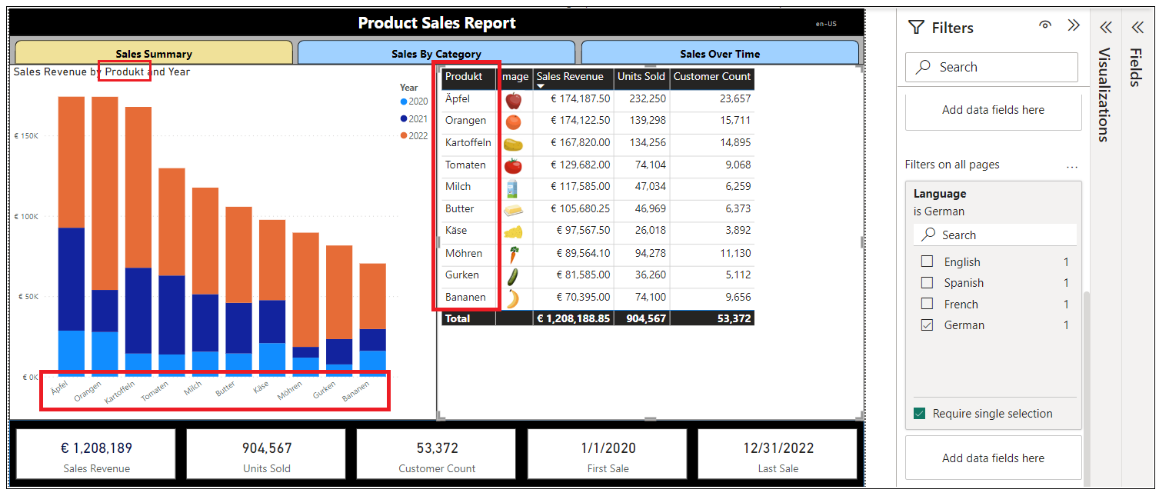 Product Sales Report
en-US
Sales Summary
Sales By Category
Sales Over Time
Sales Revenue by Produkt and Year
Year
2020
2021
2022
€ 150K
€ 100K
€ 50K
€ 0K
Äpfel
Orangen
Kartoffeln
Tomaten
Milch
Butter
Käse
Möhren
Gurken
Bananen
Produkt mage Sales Revenue Units Sold Customer Count
Äpfel € 174,187.50 232,250 23,657
Orangen € 174,122.50 139,298 15,711
Kartoffeln € 167,820.00 134,256 14,895
Tomaten € 129,682.00 74,104 9,068
Milch € 117,585.00 47,034 6,259
Butter € 105,680.25 46,969 6,373
Käse € 97,567.50 26,018 3,892
Möhren € 89,564.10 94,278 11,130
Gurken € 81,585.00 36,260 5,112
Bananen € 70,395.00 74,100 9,656
Total € 1,208,188.85 904,567 53,372
€ 1,208,189
Sales Revenue
904,567
Units Sold
53,372
Customer Count
1/1/2020
First Sale
12/31/2022
Last Sale
Filters
Search
Add data fields here
Filters on all pages
...
Language
is German
Search
English 1
Spanish 1
French 1
German 1
Require single selection
Add data fields here
Visualizations
Fields